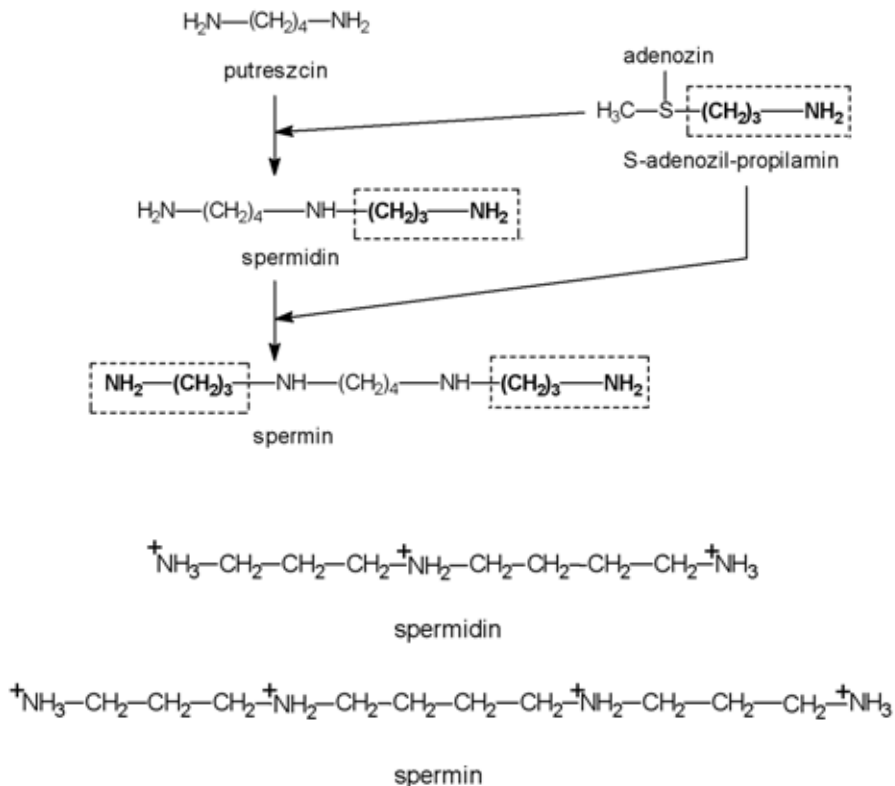 H₂N—(CH₂)₄—NH₂
putreszcin
adenozin
H₃C—S—(CH₂)₃—NH₂
S-adenozil-propilamin
H₂N—(CH₂)₄—NH—(CH₂)₃—NH₂
spermidin
NH₂—(CH₂)₃—NH—(CH₂)₄—NH—(CH₂)₃—NH₂
spermin
⁺NH₃—CH₂—CH₂—CH₂—⁺NH₂—CH₂—CH₂—CH₂—CH₂—⁺NH₃
spermidin
⁺NH₃—CH₂—CH₂—CH₂—⁺NH₂—CH₂—CH₂—CH₂—CH₂—⁺NH₂—CH₂—CH₂—CH₂—⁺NH₃
spermin